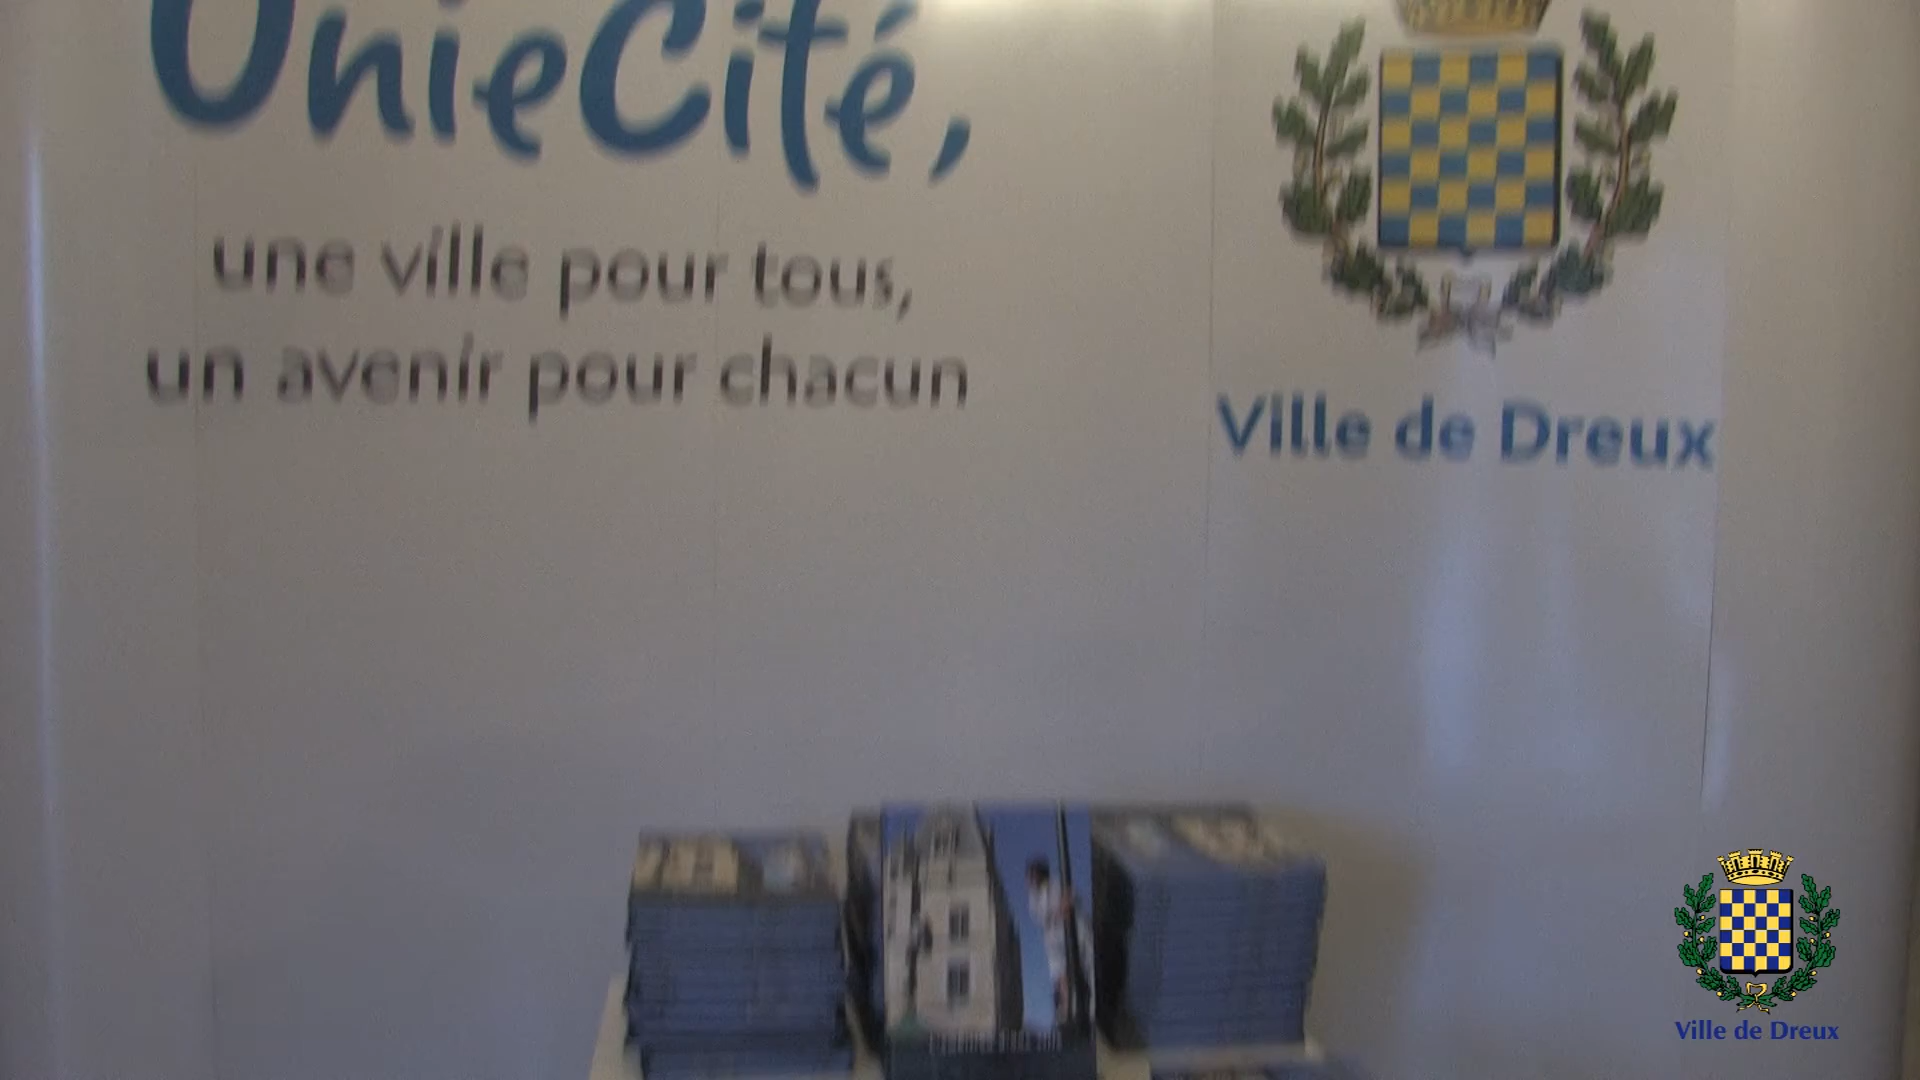 UnieCité,
une ville pour tous,
un avenir pour chacun
Ville de Dreux
Ville de Dreux